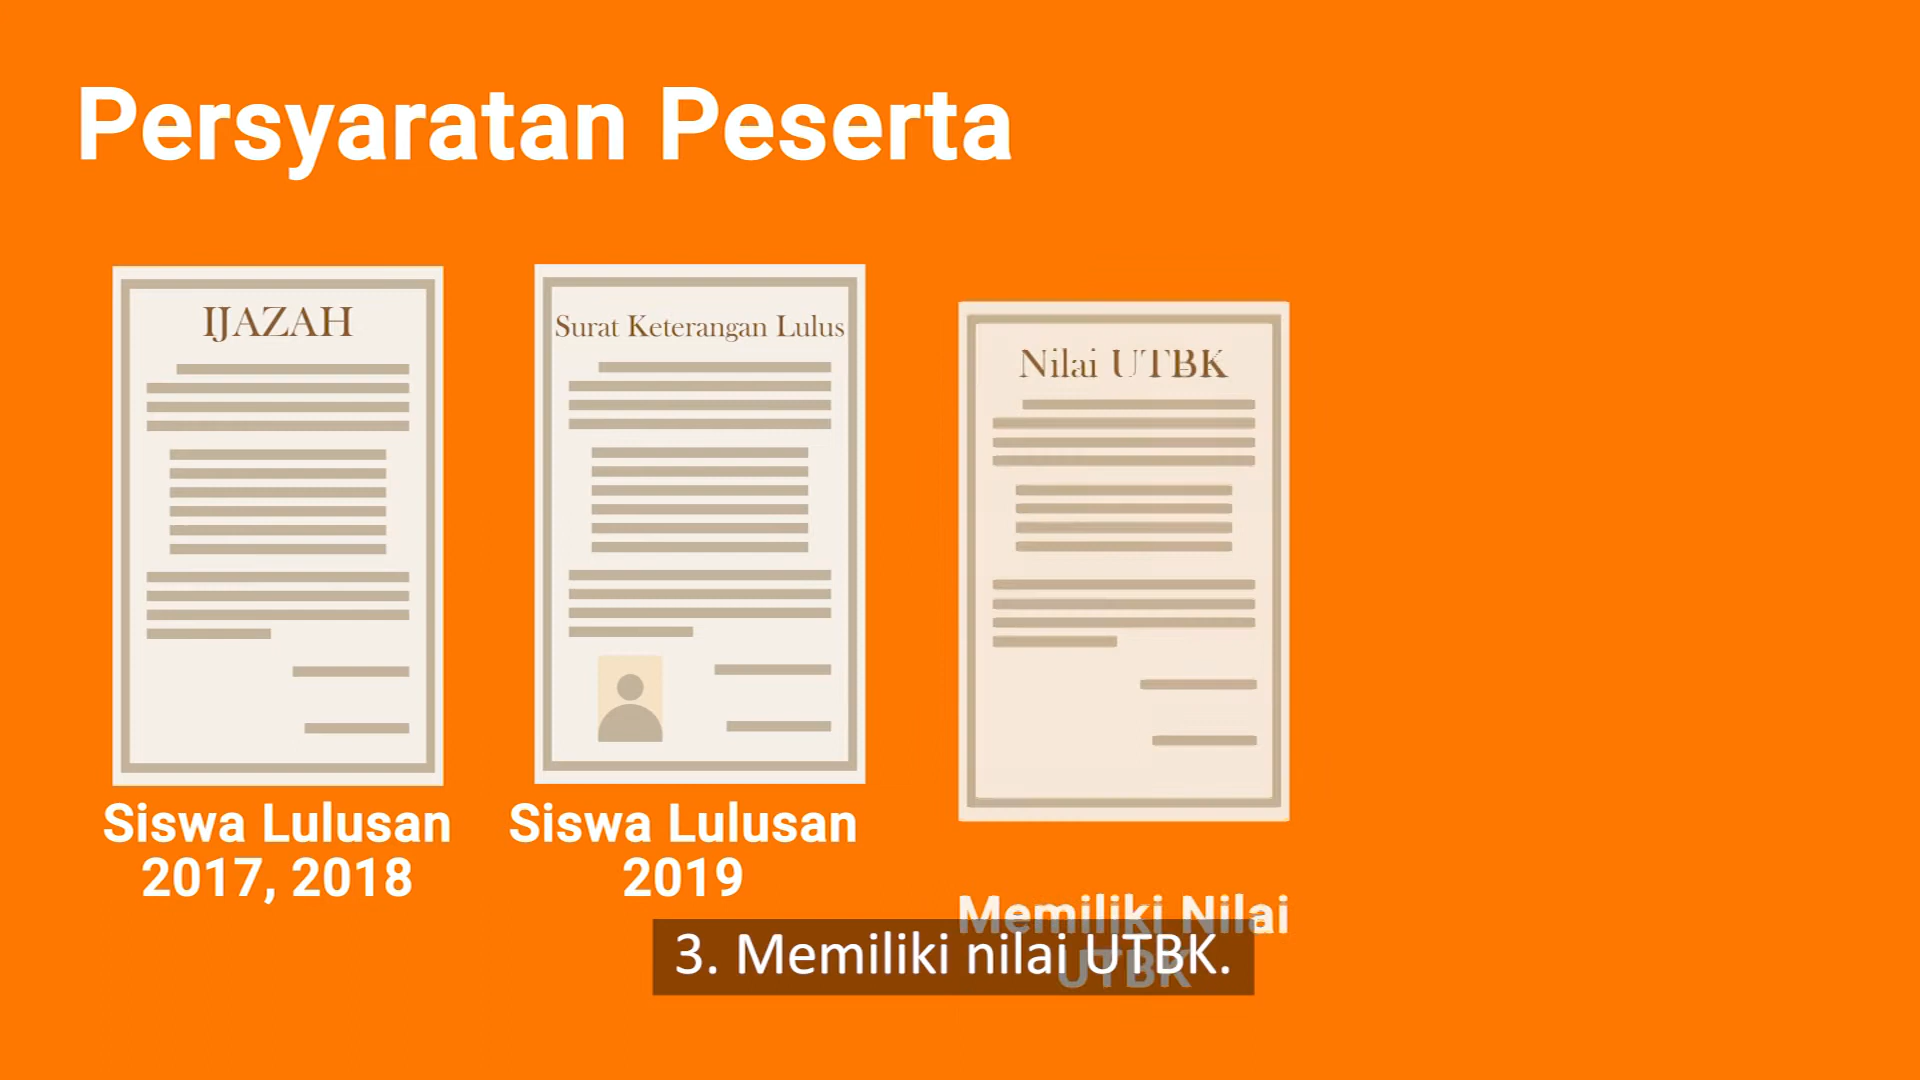 Persyaratan Peserta
IJAZAH
Surat Keterangan Lulus
Nilai UTBK
Siswa Lulusan
2017, 2018
Siswa Lulusan
2019
Memiliki Nilai
UTBK
3. Memiliki nilai UTBK.